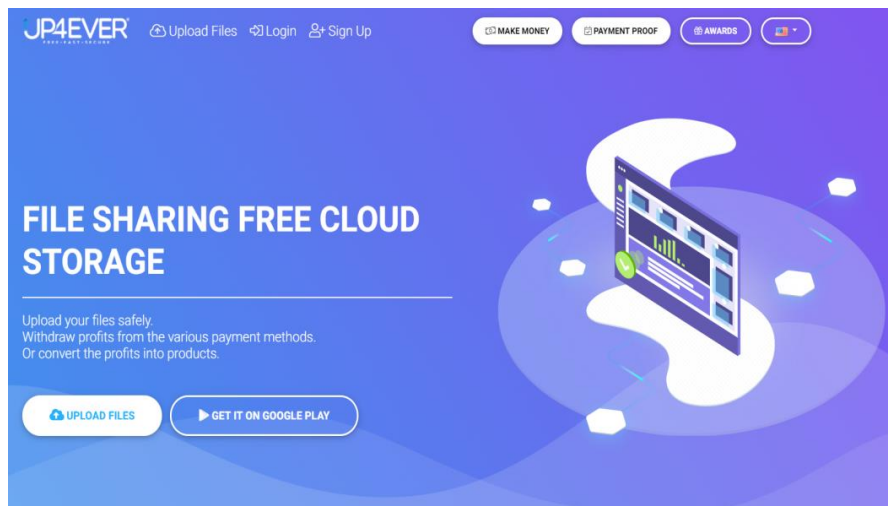 UP4EVER
Upload Files
Login
Sign Up
MAKE MONEY
PAYMENT PROOF
AWARDS
FILE SHARING FREE CLOUD
STORAGE
Upload your files safely.
Withdraw profits from the various payment methods.
Or convert the profits into products.
UPLOAD FILES
GET IT ON GOOGLE PLAY